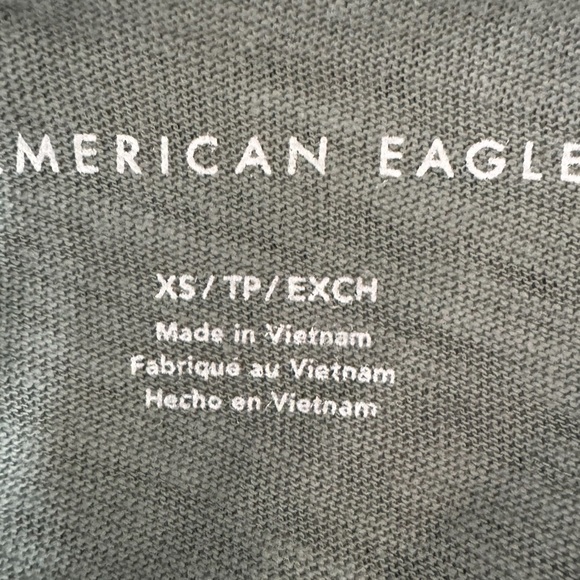 AMERICAN EAGLE
XS/TP/EXCH
Made in Vietnam
Fabriqué au Vietnam
Hecho en Vietnam